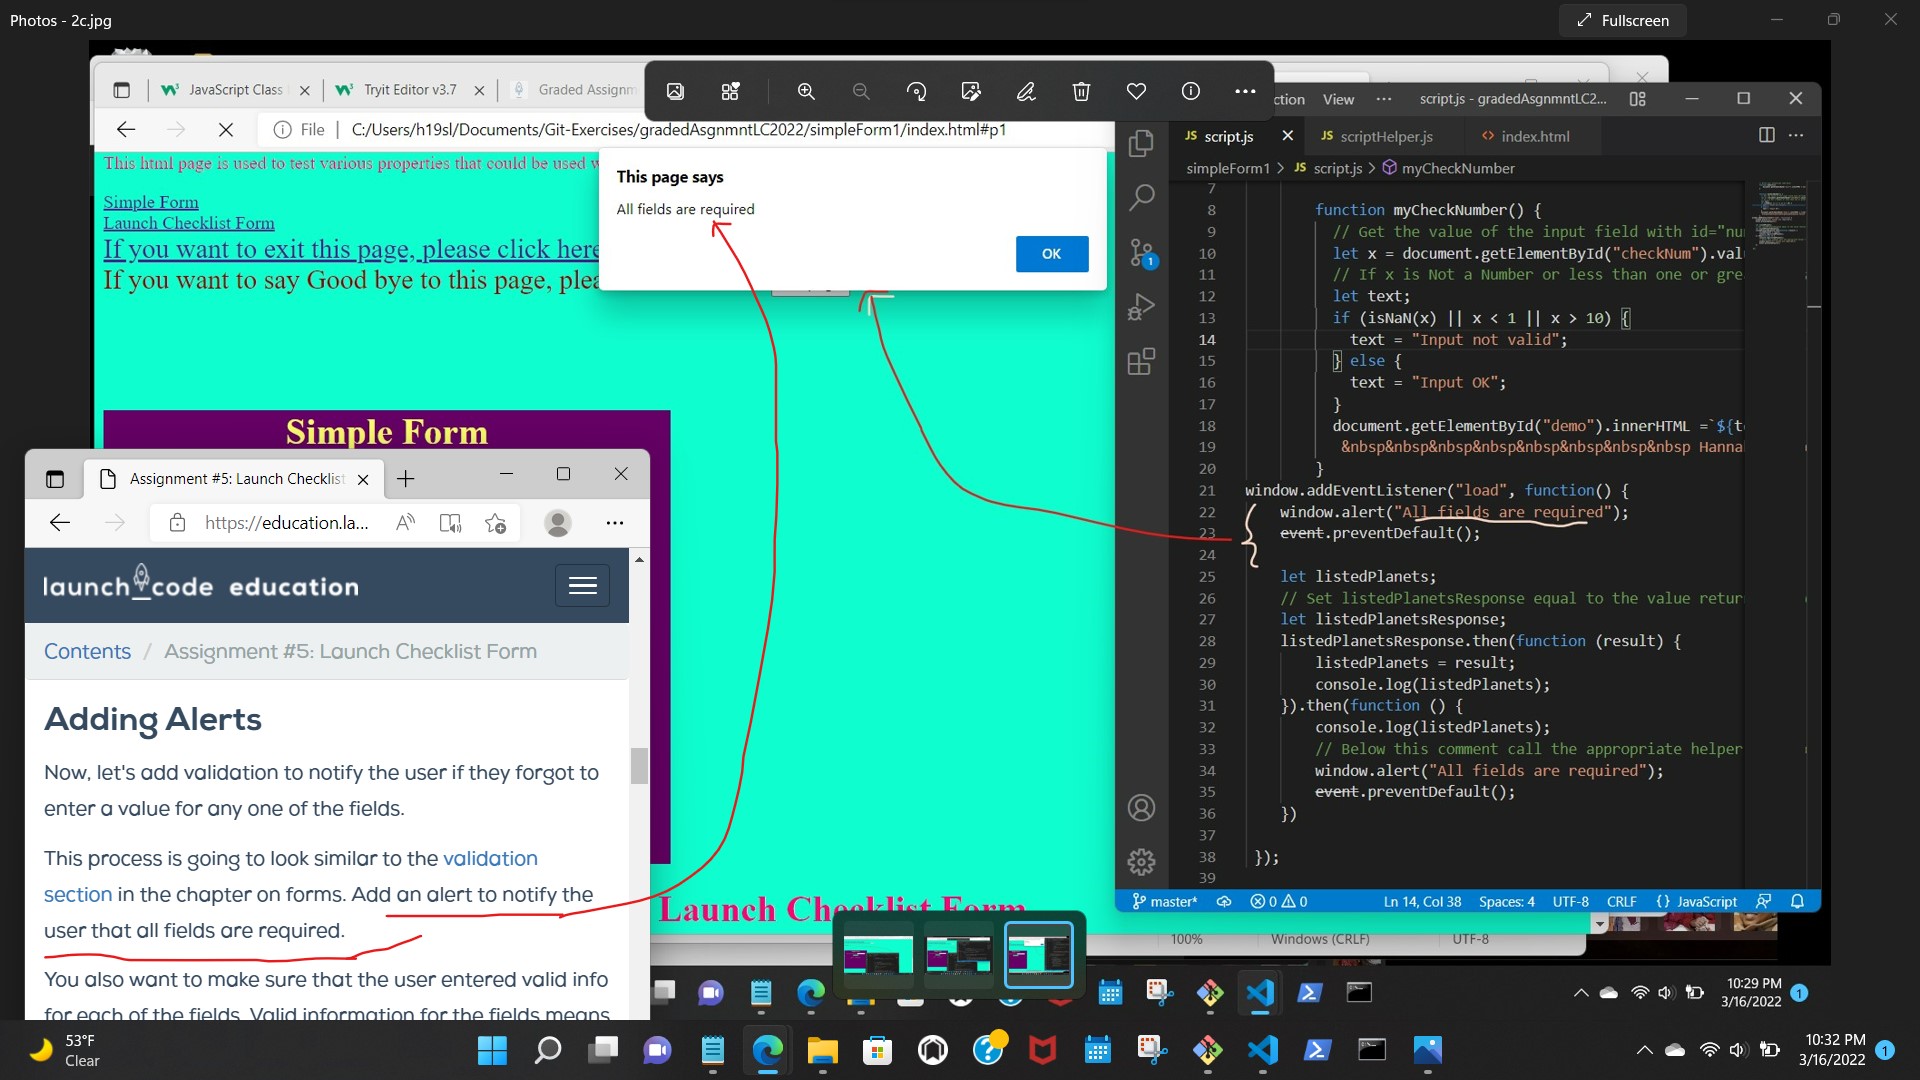 Photos - 2c.jpg
Fullscreen
JavaScript Class
Tryit Editor v3.7
Graded Assignm
File
C:/Users/h19sl/Documents/Git-Exercises/gradedAsgnmntLC2022/simpleForm1/index.html#p1
This html page is used to test various properties that could be used w
Simple Form
Launch Checklist Form
If you want to exit this page, please click here
If you want to say Good bye to this page, plea
This page says
All fields are required
OK
Simple Form
Launch Checklist Form
Assignment #5: Launch Checklist
https://education.la...
launch_code education
Contents / Assignment #5: Launch Checklist Form
Adding Alerts
Now, let's add validation to notify the user if they forgot to
enter a value for any one of the fields.
This process is going to look similar to the validation
section in the chapter on forms. Add an alert to notify the
user that all fields are required.
You also want to make sure that the user entered valid info
for each of the fields. Valid information for the fields means
ction View ... script.js - gradedAsgnmntLC2...
JS script.js
JS scriptHelper.js
<> index.html
simpleForm1 > JS script.js > myCheckNumber
7
8 function myCheckNumber() {
9 // Get the value of the input field with id="nu
10 let x = document.getElementById("checkNum").val
11 // If x is Not a Number or less than one or gre
12 let text;
13 if (isNaN(x) || x < 1 || x > 10) {
14 text = "Input not valid";
15 } else {
16 text = "Input OK";
17 }
18 document.getElementById("demo").innerHTML =`${t
19 &nbsp&nbsp&nbsp&nbsp&nbsp&nbsp&nbsp&nbsp Hanna
20 }
21 window.addEventListener("load", function() {
22 window.alert("All fields are required");
23 event.preventDefault();
24
25 let listedPlanets;
26 // Set listedPlanetsResponse equal to the value retur
27 let listedPlanetsResponse;
28 listedPlanetsResponse.then(function (result) {
29 listedPlanets = result;
30 console.log(listedPlanets);
31 }).then(function () {
32 console.log(listedPlanets);
33 // Below this comment call the appropriate helper
34 window.alert("All fields are required");
35 event.preventDefault();
36 })
37
38 });
39
1
master* 0 0 Ln 14, Col 38 Spaces: 4 UTF-8 CRLF {} JavaScript
100% Windows (CRLF) UTF-8
10:29 PM
3/16/2022
1
53°F
Clear
10:32 PM
3/16/2022
1